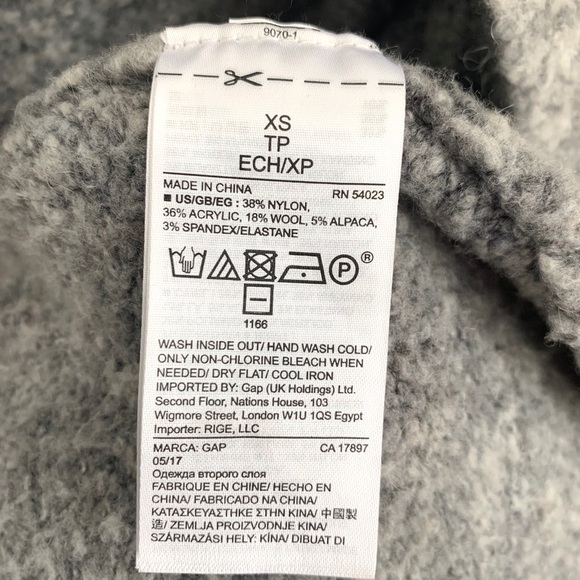 9070-1
XS
TP
ECH/XP
MADE IN CHINA RN 54023
■ US/GB/EG : 38% NYLON,
36% ACRYLIC, 18% WOOL, 5% ALPACA,
3% SPANDEX/ELASTANE
P ®
1166
WASH INSIDE OUT/ HAND WASH COLD/
ONLY NON-CHLORINE BLEACH WHEN
NEEDED/ DRY FLAT/ COOL IRON
IMPORTED BY: Gap (UK Holdings) Ltd.
Second Floor, Nations House, 103
Wigmore Street, London W1U 1QS Egypt
Importer: RIGE, LLC
MARCA: GAP CA 17897
05/17
Одежда второго слоя
FABRIQUE EN CHINE/ HECHO EN
CHINA/ FABRICADO NA CHINA/
ΚΑΤΑΣΚΕΥΑΣΤΗΚΕ ΣΤΗΝ ΚΙΝΑ/ 中國製
造/ ZEMLJA PROIZVODNJE KINA/
SZÁRMAZÁSI HELY: KÍNA/ DIBUAT DI